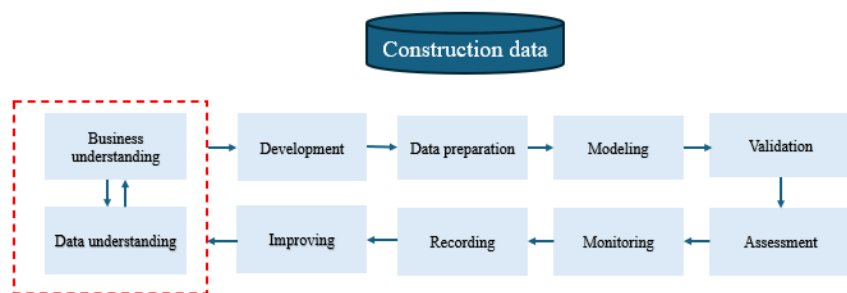 Construction data
Business
understanding
Development
Data preparation
Modeling
Validation
Data understanding
Improving
Recording
Monitoring
Assessment